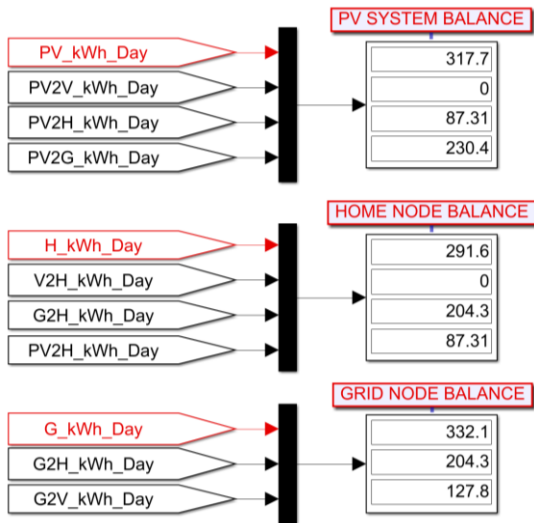 PV SYSTEM BALANCE
PV_kWh_Day
317.7
PV2V_kWh_Day
0
PV2H_kWh_Day
87.31
PV2G_kWh_Day
230.4
HOME NODE BALANCE
H_kWh_Day
291.6
V2H_kWh_Day
0
G2H_kWh_Day
204.3
PV2H_kWh_Day
87.31
GRID NODE BALANCE
G_kWh_Day
332.1
G2H_kWh_Day
204.3
G2V_kWh_Day
127.8